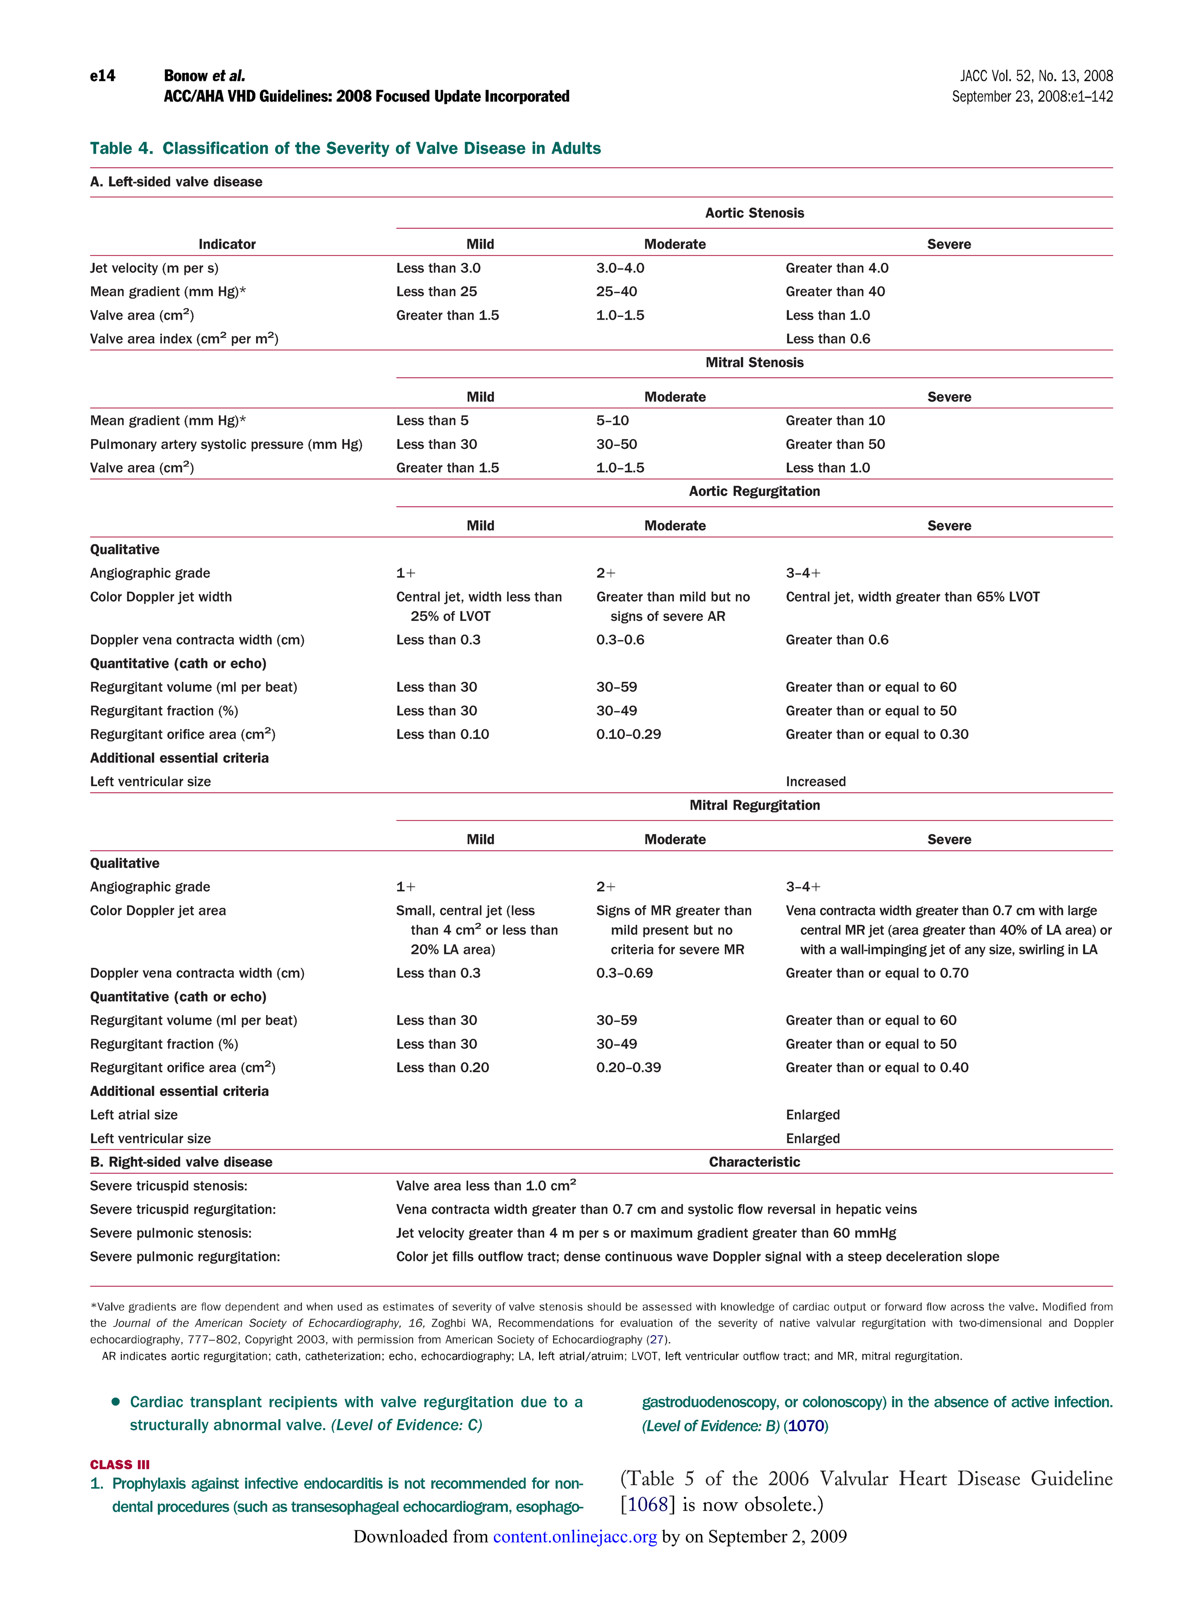 e14 Bonow et al. JACC Vol. 52, No. 13, 2008
ACC/AHA VHD Guidelines: 2008 Focused Update Incorporated September 23, 2008:e1–142
Table 4. Classification of the Severity of Valve Disease in Adults
A. Left-sided valve disease
Aortic Stenosis
Indicator Mild Moderate Severe
Jet velocity (m per s) Less than 3.0 3.0–4.0 Greater than 4.0
Mean gradient (mm Hg)* Less than 25 25–40 Greater than 40
Valve area (cm²) Greater than 1.5 1.0–1.5 Less than 1.0
Valve area index (cm² per m²) Less than 0.6
Mitral Stenosis
Mild Moderate Severe
Mean gradient (mm Hg)* Less than 5 5–10 Greater than 10
Pulmonary artery systolic pressure (mm Hg) Less than 30 30–50 Greater than 50
Valve area (cm²) Greater than 1.5 1.0–1.5 Less than 1.0
Aortic Regurgitation
Mild Moderate Severe
Qualitative
Angiographic grade 1+ 2+ 3–4+
Color Doppler jet width Central jet, width less than Greater than mild but no Central jet, width greater than 65% LVOT
25% of LVOT signs of severe AR
Doppler vena contracta width (cm) Less than 0.3 0.3–0.6 Greater than 0.6
Quantitative (cath or echo)
Regurgitant volume (ml per beat) Less than 30 30–59 Greater than or equal to 60
Regurgitant fraction (%) Less than 30 30–49 Greater than or equal to 50
Regurgitant orifice area (cm²) Less than 0.10 0.10–0.29 Greater than or equal to 0.30
Additional essential criteria
Left ventricular size Increased
Mitral Regurgitation
Mild Moderate Severe
Qualitative
Angiographic grade 1+ 2+ 3–4+
Color Doppler jet area Small, central jet (less Signs of MR greater than Vena contracta width greater than 0.7 cm with large
than 4 cm² or less than mild present but no central MR jet (area greater than 40% of LA area) or
20% LA area) criteria for severe MR with a wall-impinging jet of any size, swirling in LA
Doppler vena contracta width (cm) Less than 0.3 0.3–0.69 Greater than or equal to 0.70
Quantitative (cath or echo)
Regurgitant volume (ml per beat) Less than 30 30–59 Greater than or equal to 60
Regurgitant fraction (%) Less than 30 30–49 Greater than or equal to 50
Regurgitant orifice area (cm²) Less than 0.20 0.20–0.39 Greater than or equal to 0.40
Additional essential criteria
Left atrial size Enlarged
Left ventricular size Enlarged
B. Right-sided valve disease Characteristic
Severe tricuspid stenosis: Valve area less than 1.0 cm²
Severe tricuspid regurgitation: Vena contracta width greater than 0.7 cm and systolic flow reversal in hepatic veins
Severe pulmonic stenosis: Jet velocity greater than 4 m per s or maximum gradient greater than 60 mmHg
Severe pulmonic regurgitation: Color jet fills outflow tract; dense continuous wave Doppler signal with a steep deceleration slope
*Valve gradients are flow dependent and when used as estimates of severity of valve stenosis should be assessed with knowledge of cardiac output or forward flow across the valve. Modified from
the Journal of the American Society of Echocardiography, 16, Zoghbi WA, Recommendations for evaluation of the severity of native valvular regurgitation with two-dimensional and Doppler
echocardiography, 777–802, Copyright 2003, with permission from American Society of Echocardiography (27).
AR indicates aortic regurgitation; cath, catheterization; echo, echocardiography; LA, left atrial/atruim; LVOT, left ventricular outflow tract; and MR, mitral regurgitation.
• Cardiac transplant recipients with valve regurgitation due to a
structurally abnormal valve. (Level of Evidence: C)
CLASS III
1. Prophylaxis against infective endocarditis is not recommended for non-
dental procedures (such as transesophageal echocardiogram, esophago-
gastroduodenoscopy, or colonoscopy) in the absence of active infection.
(Level of Evidence: B) (1070)
(Table 5 of the 2006 Valvular Heart Disease Guideline
[1068] is now obsolete.)
Downloaded from content.onlinejacc.org by on September 2, 2009